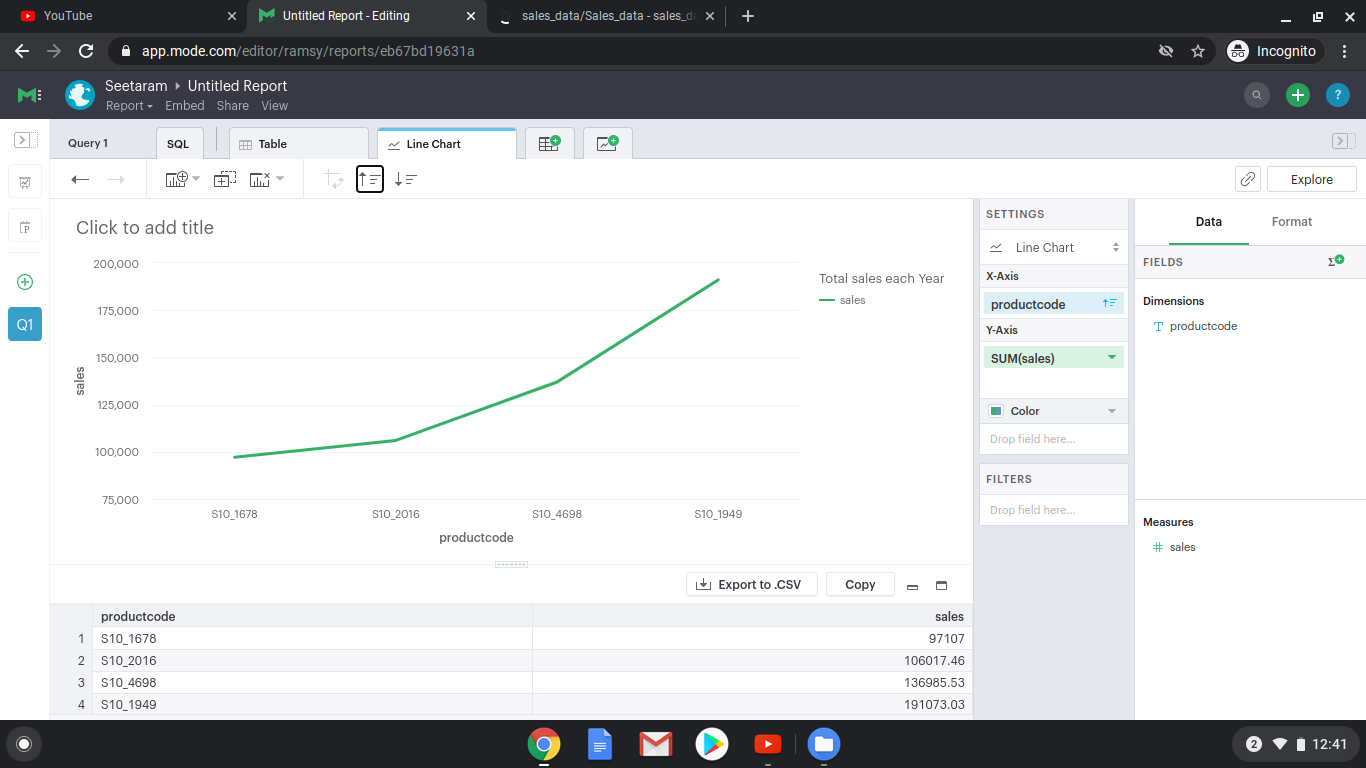 YouTube
Untitled Report - Editing
sales_data/Sales_data - sales_da
app.mode.com/editor/ramsy/reports/eb67bd19631a
Incognito
Seetaram
Untitled Report
Report
Embed
Share
View
?
Query 1
SQL
Table
Line Chart
Explore
P
Q1
Click to add title
200,000
175,000
150,000
125,000
100,000
75,000
sales
S10_1678
S10_2016
S10_4698
S10_1949
productcode
Total sales each Year
sales
SETTINGS
Line Chart
X-Axis
productcode
Y-Axis
SUM(sales)
Color
Drop field here...
FILTERS
Drop field here...
Data
Format
FIELDS
Σ
Dimensions
T productcode
Measures
# sales
Export to .CSV
Copy
productcode sales
1 S10_1678 97107
2 S10_2016 106017.46
3 S10_4698 136985.53
4 S10_1949 191073.03
2
12:41